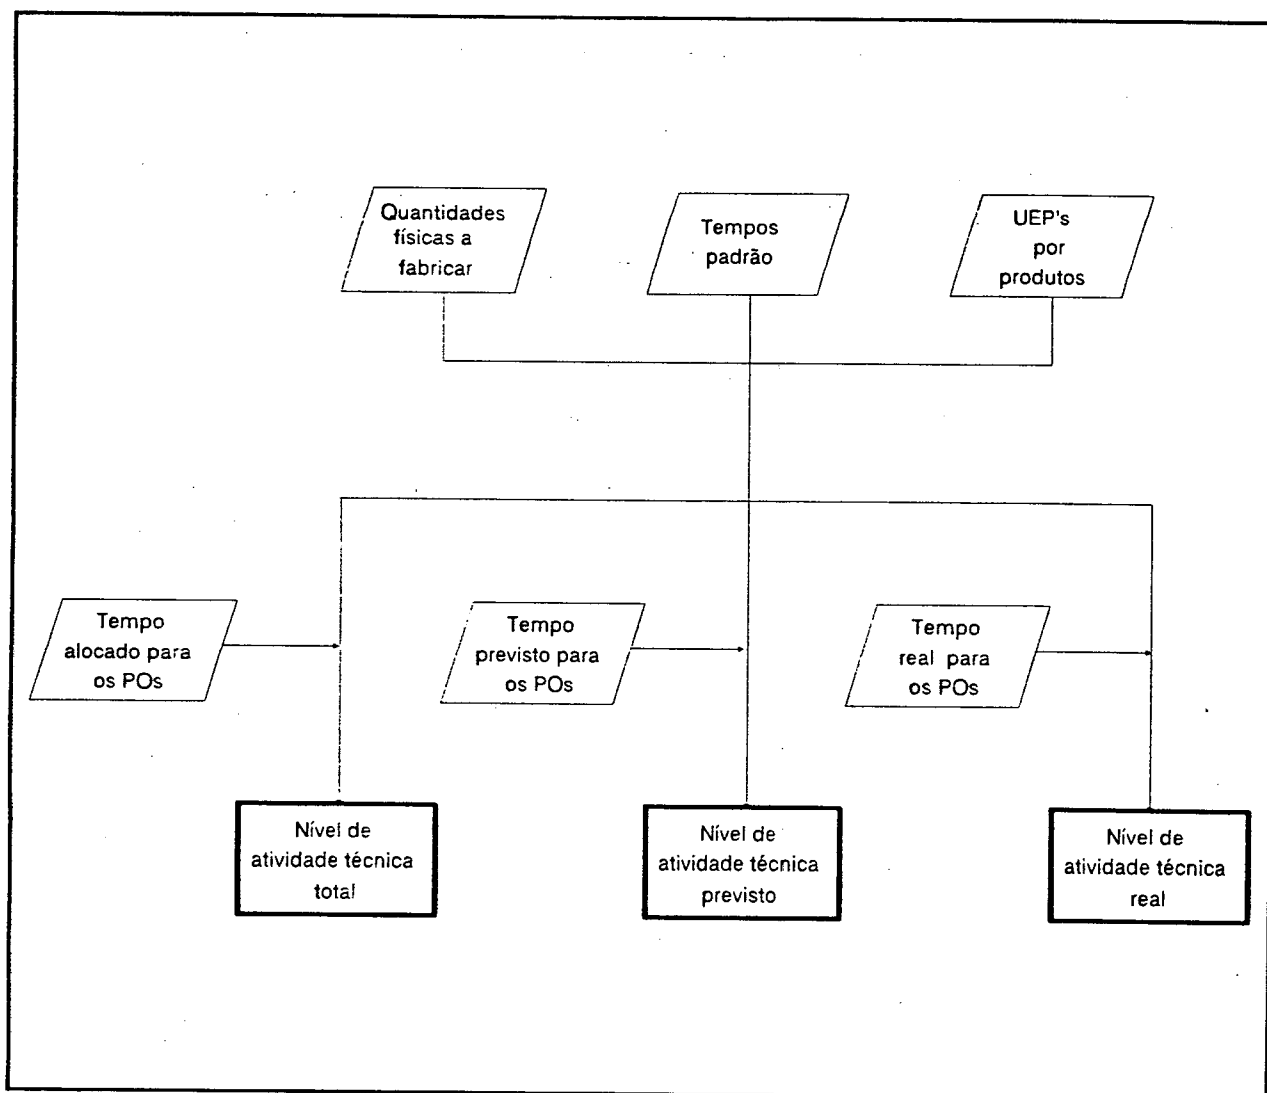 Quantidades
físicas a
fabricar
Tempos
padrão
UEP's
por
produtos
Tempo
alocado para
os POs
Tempo
previsto para
os POs
Tempo
real para
os POs
Nível de
atividade técnica
total
Nível de
atividade técnica
previsto
Nível de
atividade técnica
real